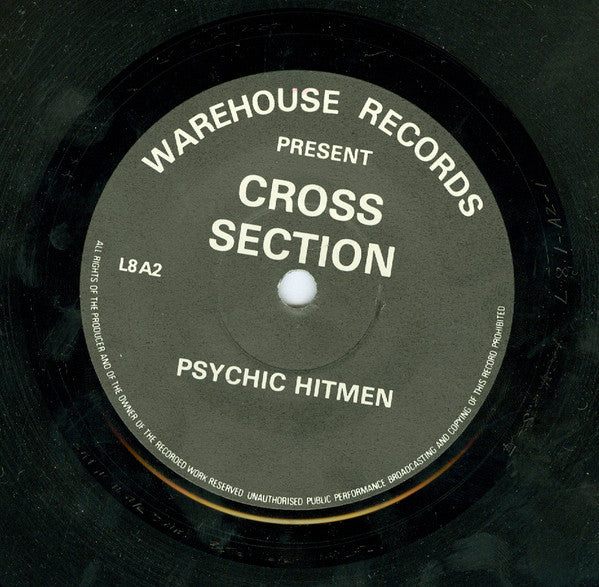 WAREHOUSE RECORDS
PRESENT
CROSS
SECTION
L8 A2
PSYCHIC HITMEN
ALL RIGHTS OF THE PRODUCER AND OF THE OWNER OF THE RECORDED WORK RESERVED UNAUTHORISED PUBLIC PERFORMANCE BROADCASTING AND COPYING OF THIS RECORD PROHIBITED